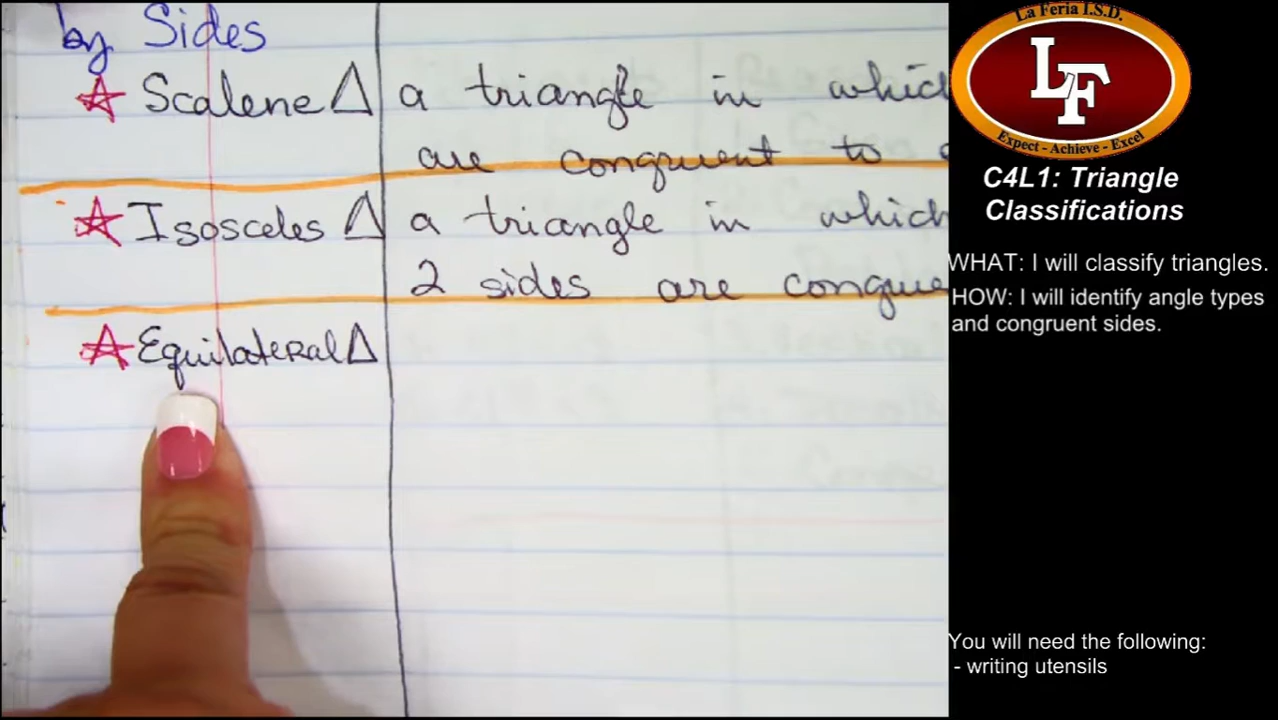 by Sides
Scalene △ a triangle in which
are congruent to
Isosceles △ a triangle in which
2 sides are congrue
Equilateral △
La Feria I.S.D.
LF
Expect - Achieve - Excel
C4L1: Triangle
Classifications
WHAT: I will classify triangles.
HOW: I will identify angle types
and congruent sides.
You will need the following:
- writing utensils